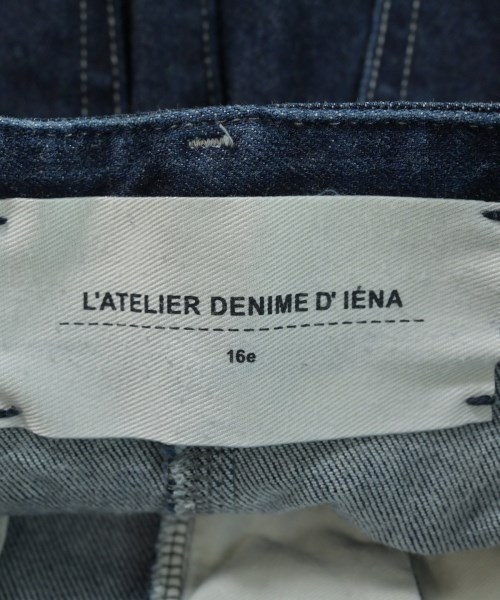 L'ATELIER DENIME D' IÉNA
16e